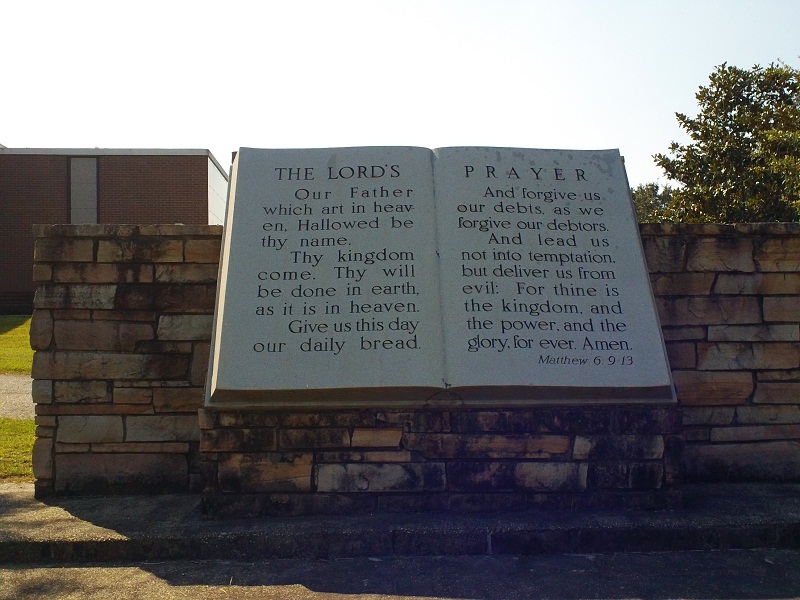 THE LORD'S
Our Father
which art in heav
en, Hallowed be
thy name.
Thy kingdom
come. Thy will
be done in earth,
as it is in heaven.
Give us this day
our daily bread.
PRAYER
And forgive us
our debts, as we
forgive our debtors.
And lead us
not into temptation,
but deliver us from
evil: For thine is
the kingdom, and
the power, and the
glory, for ever. Amen.
Matthew 6:9-13